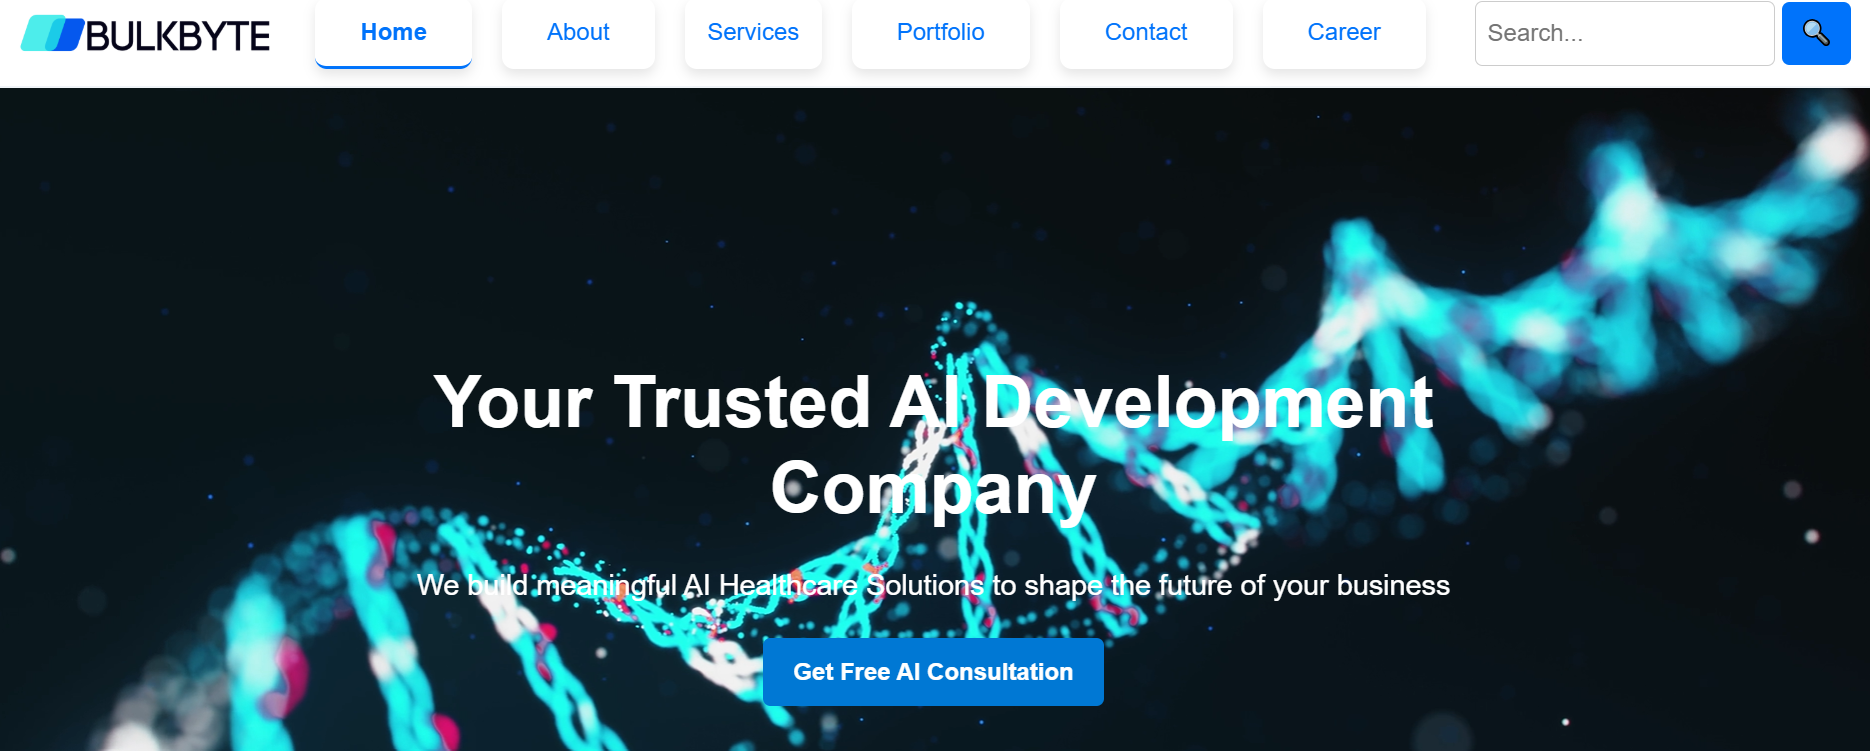 BULKBYTE
Home
About
Services
Portfolio
Contact
Career
Search...
Your Trusted AI Development
Company
We build meaningful AI Healthcare Solutions to shape the future of your business
Get Free AI Consultation